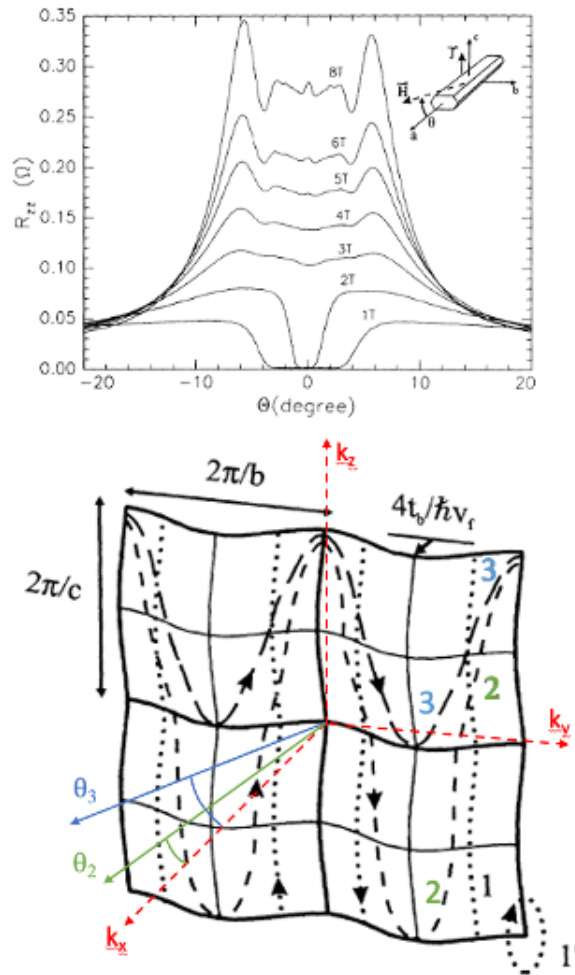 0.35
0.30
0.25
0.20
0.15
0.10
0.05
0.00
R_zz (Ω)
8T
6T
5T
4T
3T
2T
1T
c
J
H
b
a
θ
-20 -10 0 10 20
Θ(degree)
k_z
2π/b
4t_b/ħv_f
2π/c
3
2
3
k_y
θ_3
θ_2
2
1
k_x
1'